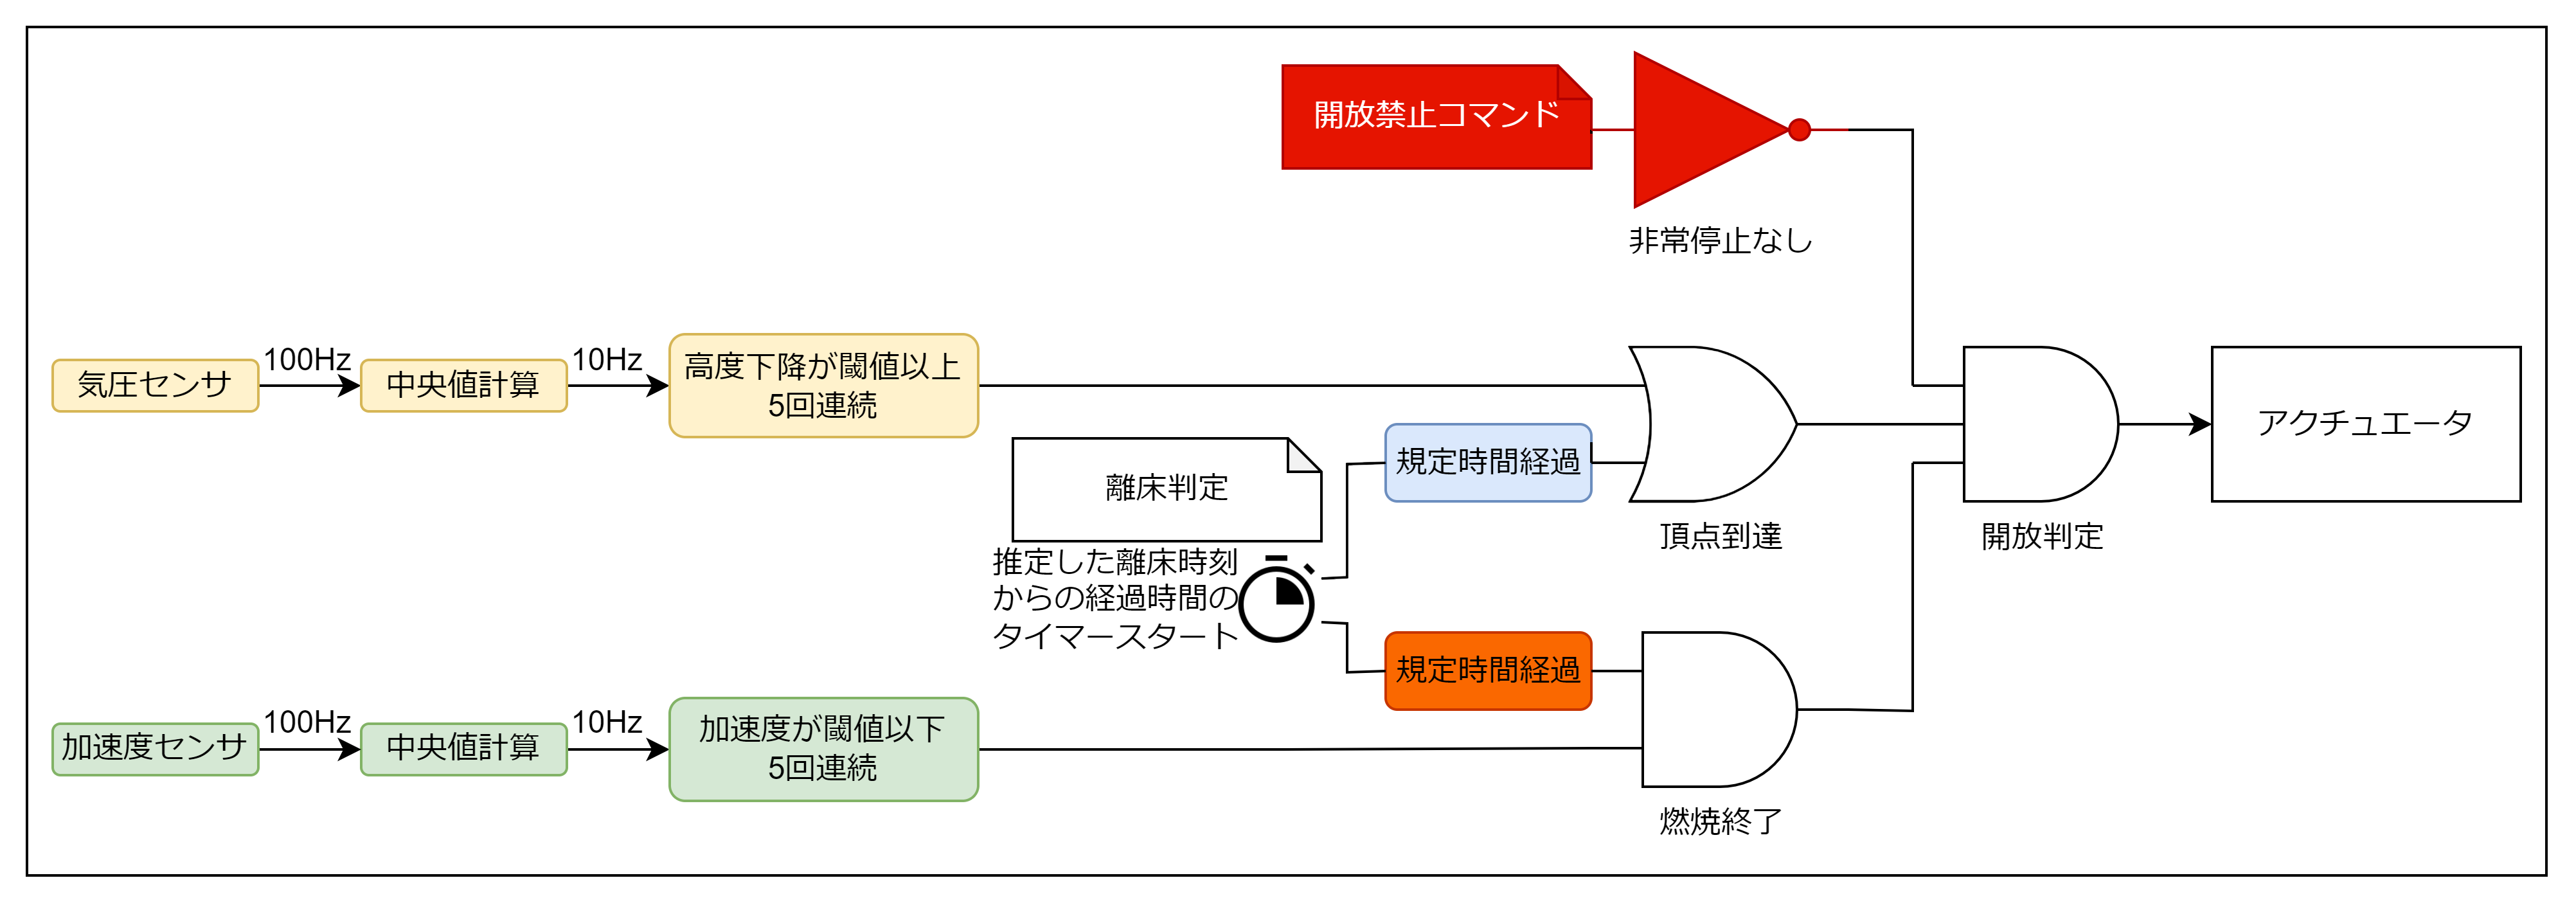 開放禁止コマンド
非常停止なし
気圧センサ
100Hz
中央値計算
10Hz
高度下降が閾値以上
5回連続
離床判定
推定した離床時刻
からの経過時間の
タイマースタート
規定時間経過
頂点到達
開放判定
アクチュエータ
規定時間経過
加速度センサ
100Hz
中央値計算
10Hz
加速度が閾値以下
5回連続
燃焼終了